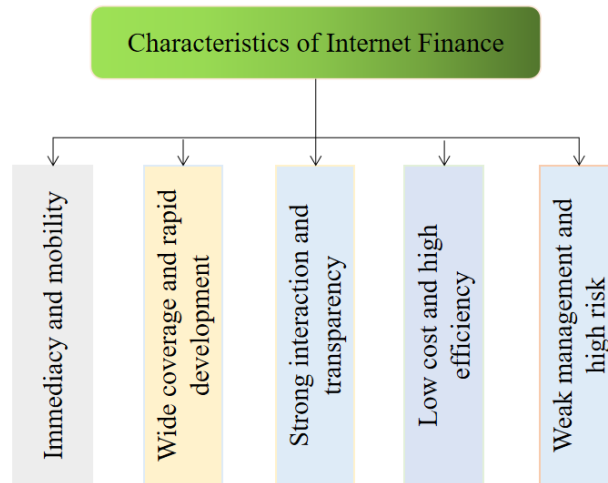 Characteristics of Internet Finance
Immediacy and mobility
Wide coverage and rapid
development
Strong interaction and
transparency
Low cost and high
efficiency
Weak management and
high risk